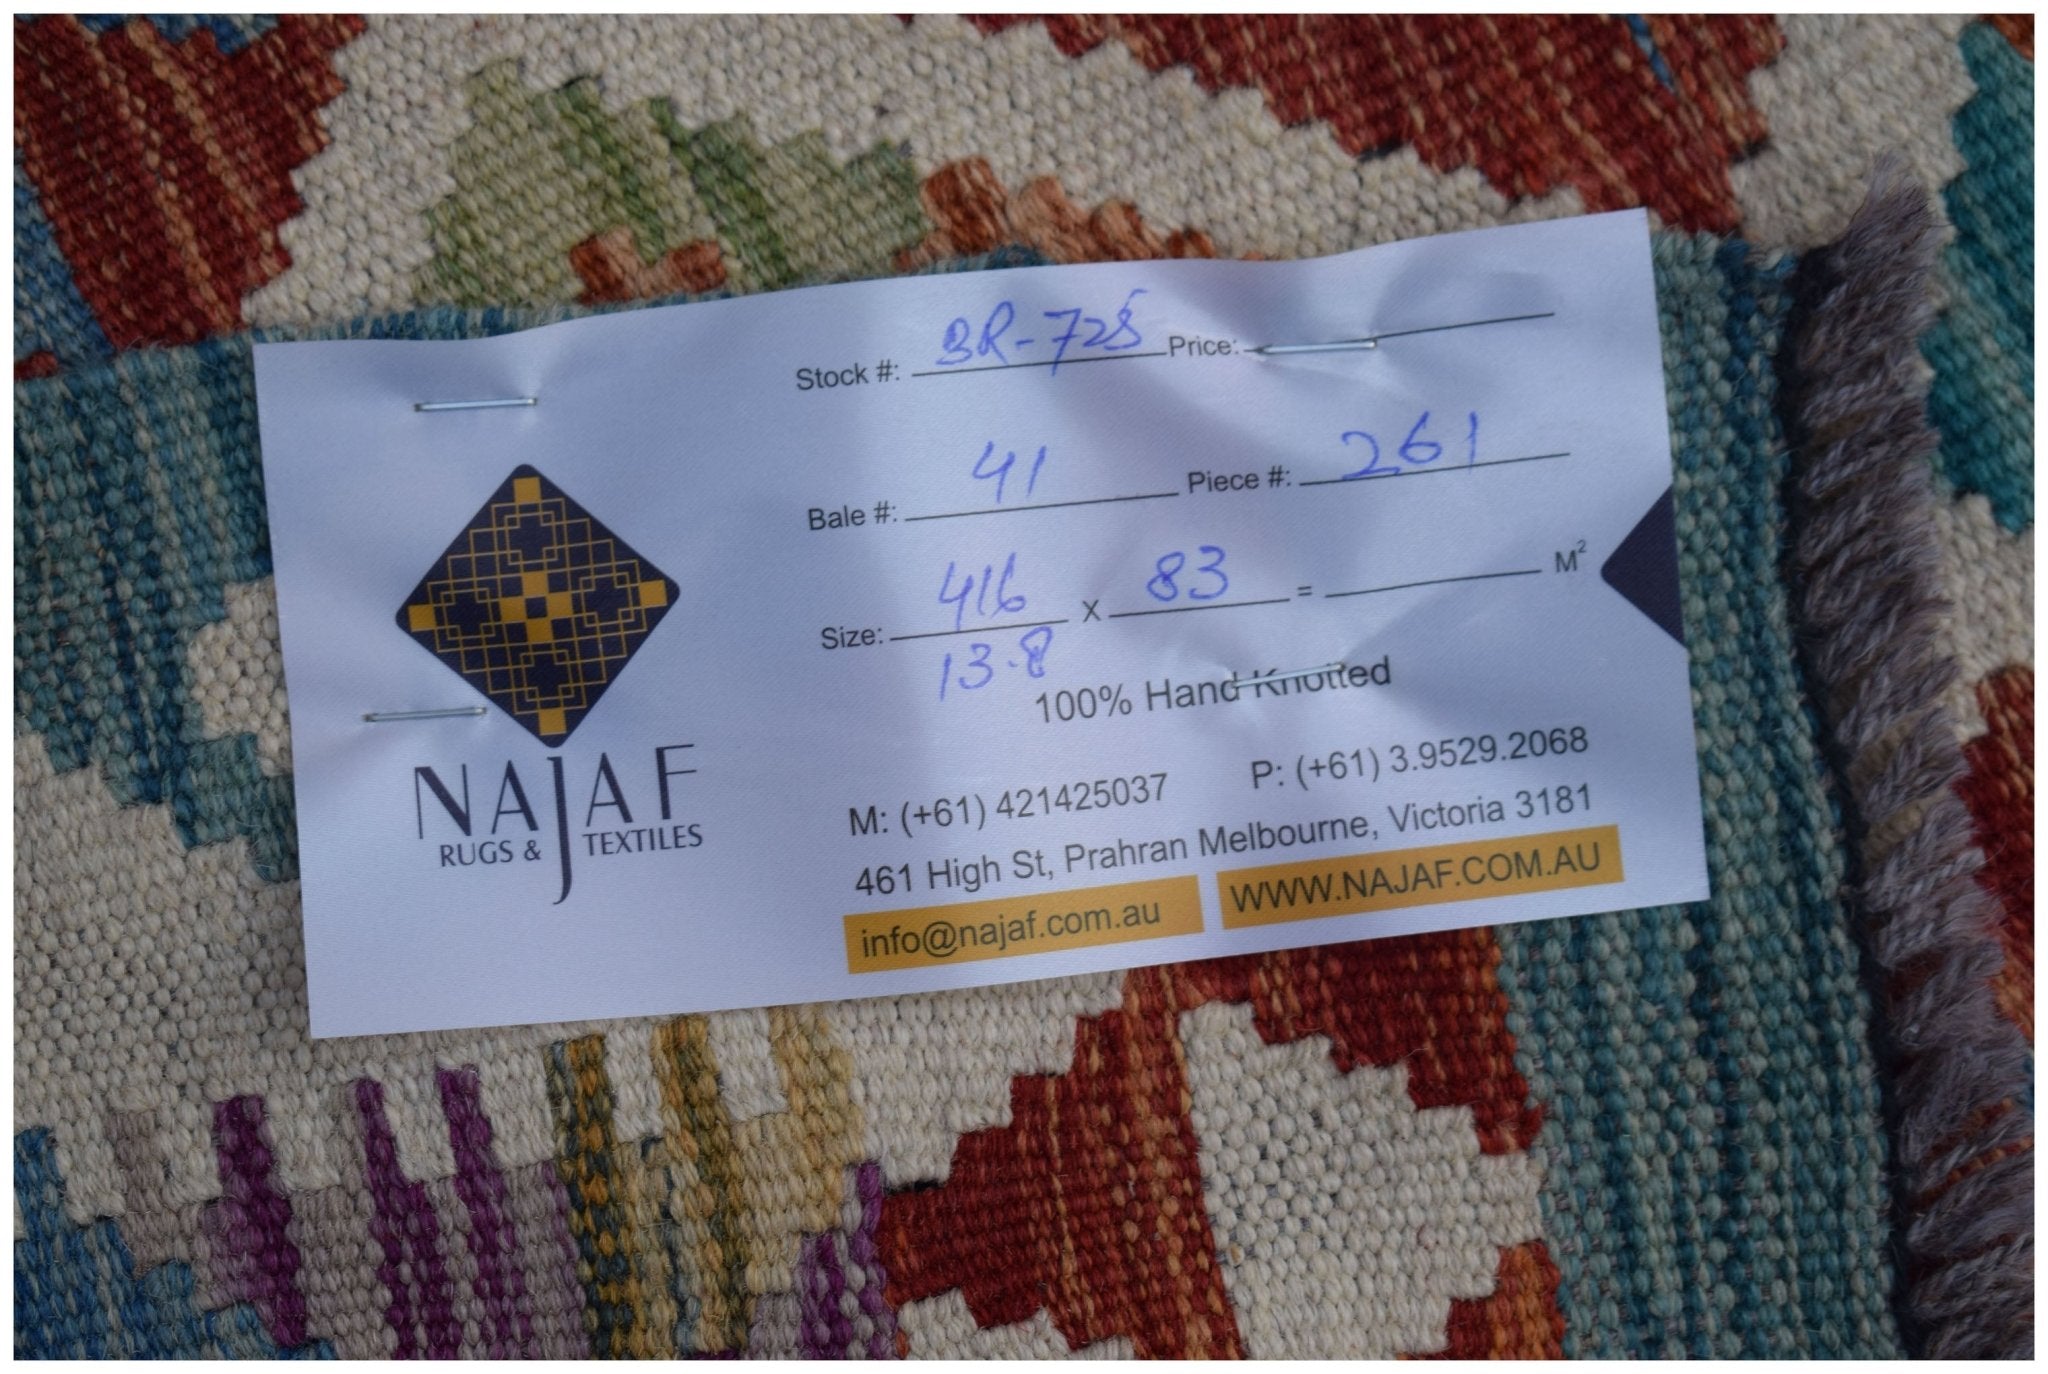 NAJAF
RUGS & TEXTILES
Stock #: BR-725 Price:
Bale #: 41 Piece #: 261
Size: 416 X 83 = M²
13.8
100% Hand Knotted
M: (+61) 421425037 P: (+61) 3.9529.2068
461 High St, Prahran Melbourne, Victoria 3181
info@najaf.com.au WWW.NAJAF.COM.AU